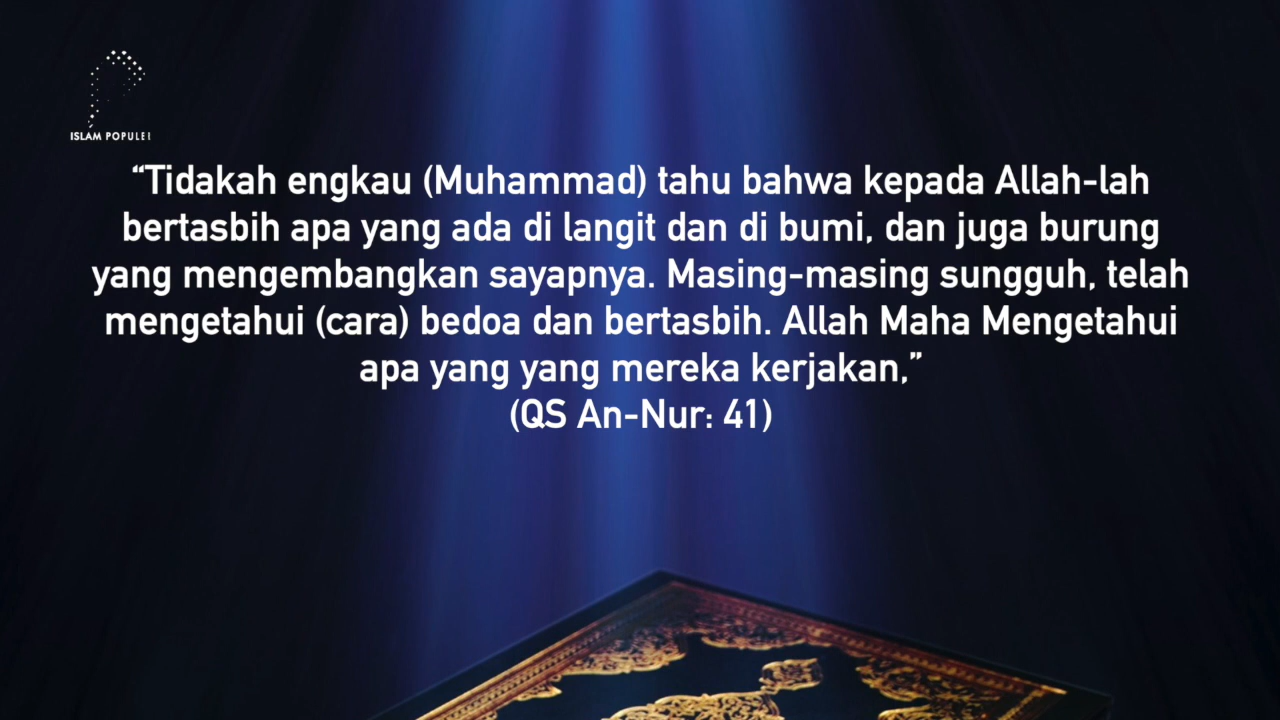 ISLAM POPULER
“Tidakah engkau (Muhammad) tahu bahwa kepada Allah-lah
bertasbih apa yang ada di langit dan di bumi, dan juga burung
yang mengembangkan sayapnya. Masing-masing sungguh, telah
mengetahui (cara) bedoa dan bertasbih. Allah Maha Mengetahui
apa yang yang mereka kerjakan,”
(QS An-Nur: 41)